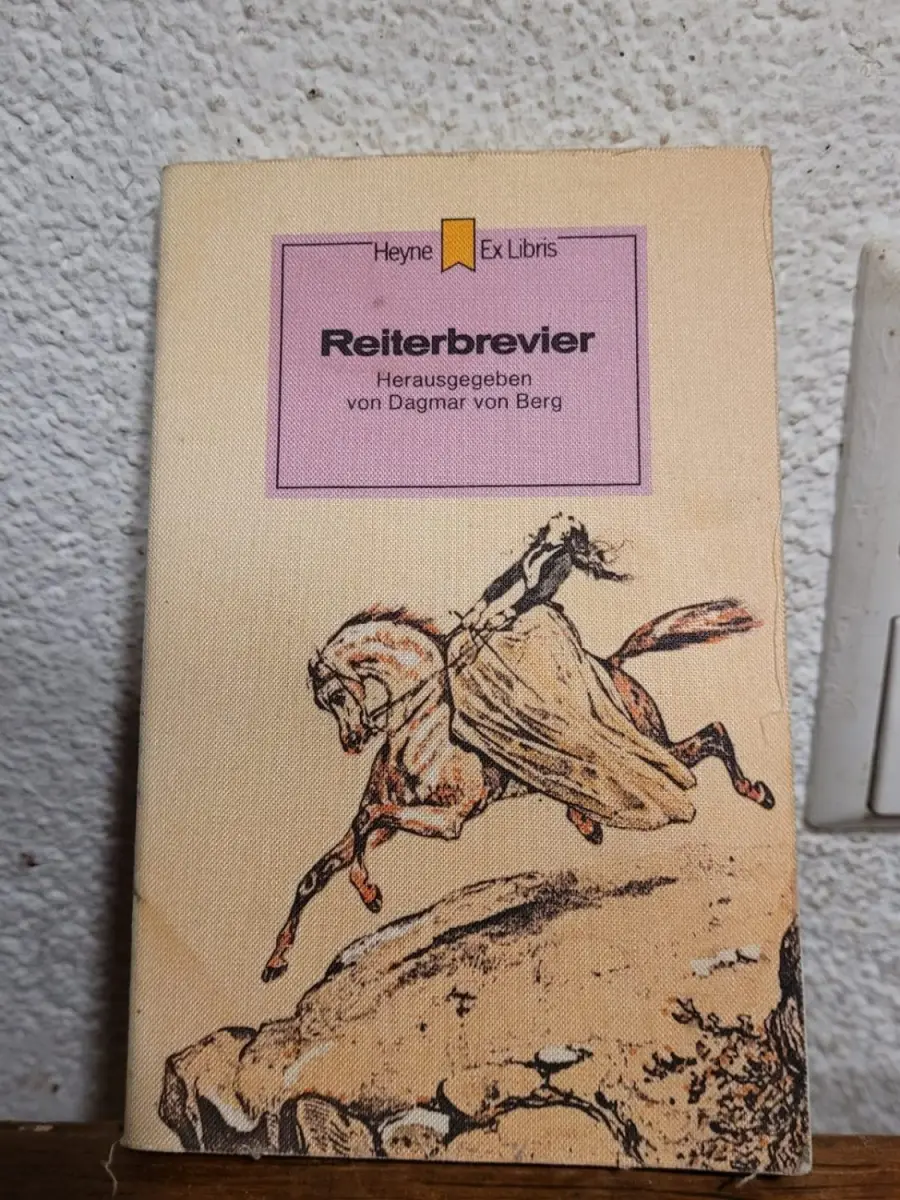 Heyne Ex Libris
Reiterbrevier
Herausgegeben
von Dagmar von Berg